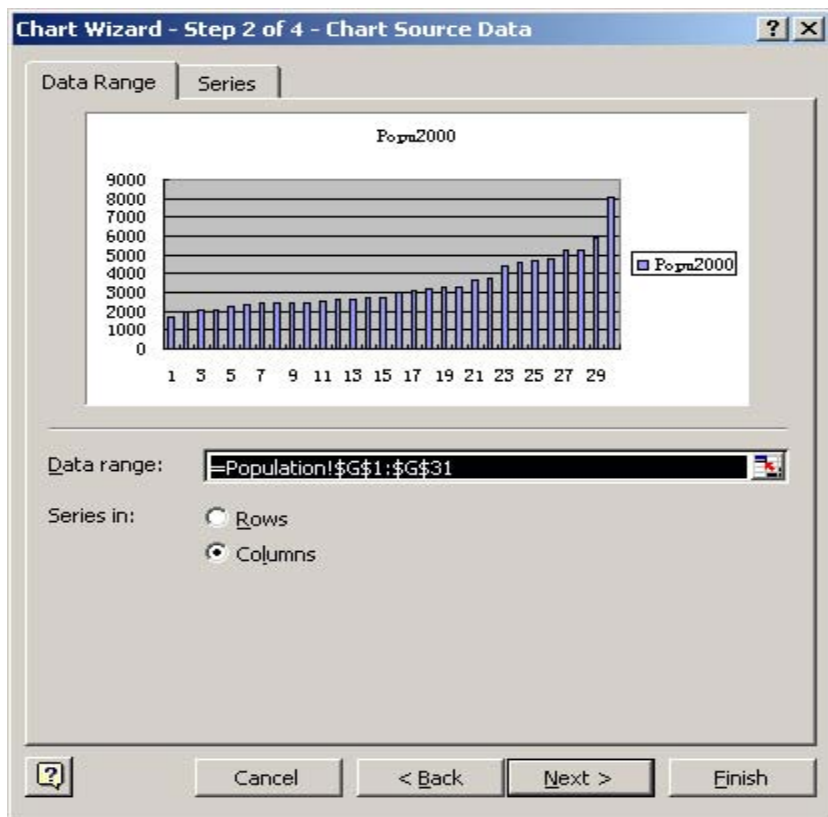 Chart Wizard - Step 2 of 4 - Chart Source Data
Data Range Series
Popn2000
9000
8000
7000
6000
5000
4000
3000
2000
1000
0
Popn2000
1 3 5 7 9 11 13 15 17 19 21 23 25 27 29
Data range: =Population!$G$1:$G$31
Series in: Rows
Columns
Cancel < Back Next > Finish